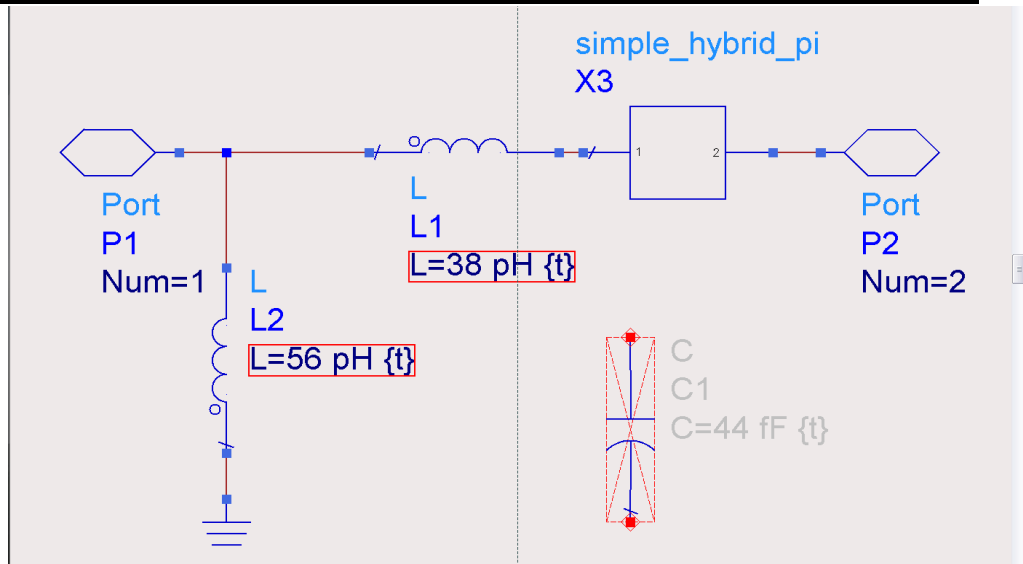 simple_hybrid_pi
X3
1
2
Port
P1
Num=1
L
L1
L=38 pH {t}
Port
P2
Num=2
L
L2
L=56 pH {t}
C
C1
C=44 fF {t}